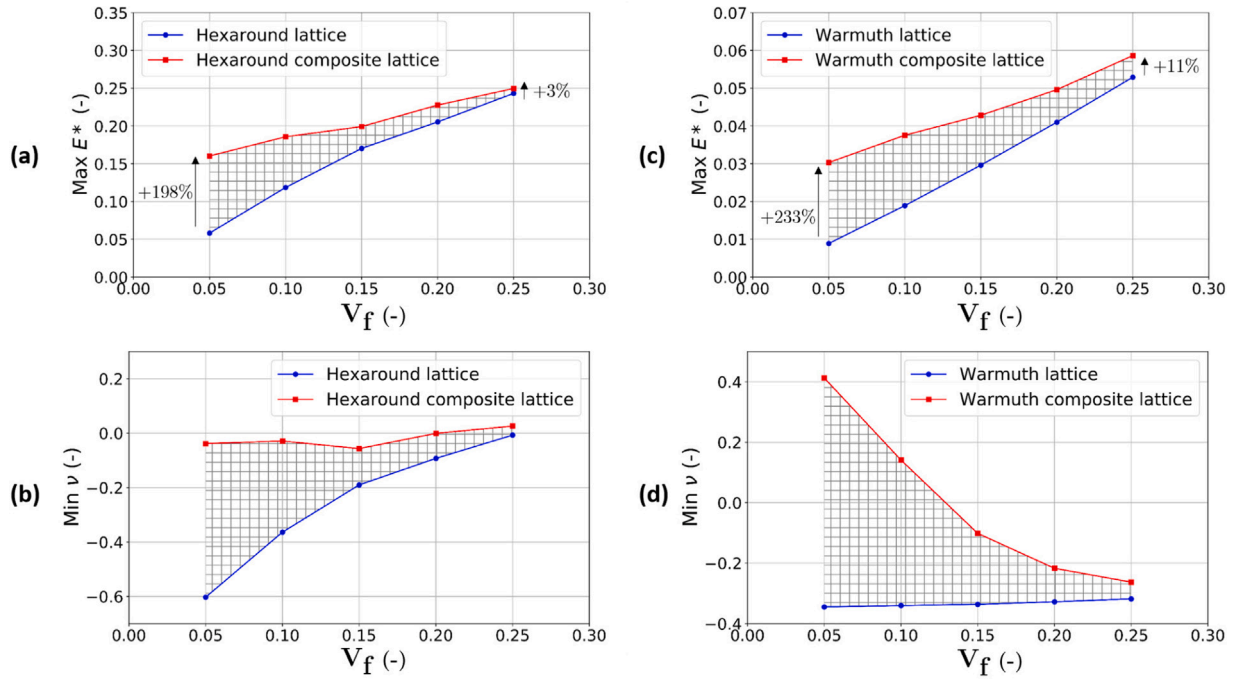 (a)
Max E* (-)
0.35
0.30
0.25
0.20
0.15
0.10
0.05
0.00
Hexaround lattice
Hexaround composite lattice
+198%
+3%
0.00 0.05 0.10 0.15 0.20 0.25 0.30
Vf (-)
(c)
Max E* (-)
0.07
0.06
0.05
0.04
0.03
0.02
0.01
0.00
Warmuth lattice
Warmuth composite lattice
+233%
+11%
0.00 0.05 0.10 0.15 0.20 0.25 0.30
Vf (-)
(b)
Min ν (-)
0.2
0.0
−0.2
−0.4
−0.6
Hexaround lattice
Hexaround composite lattice
0.00 0.05 0.10 0.15 0.20 0.25 0.30
Vf (-)
(d)
Min ν (-)
0.4
0.2
0.0
−0.2
−0.4
Warmuth lattice
Warmuth composite lattice
0.00 0.05 0.10 0.15 0.20 0.25 0.30
Vf (-)